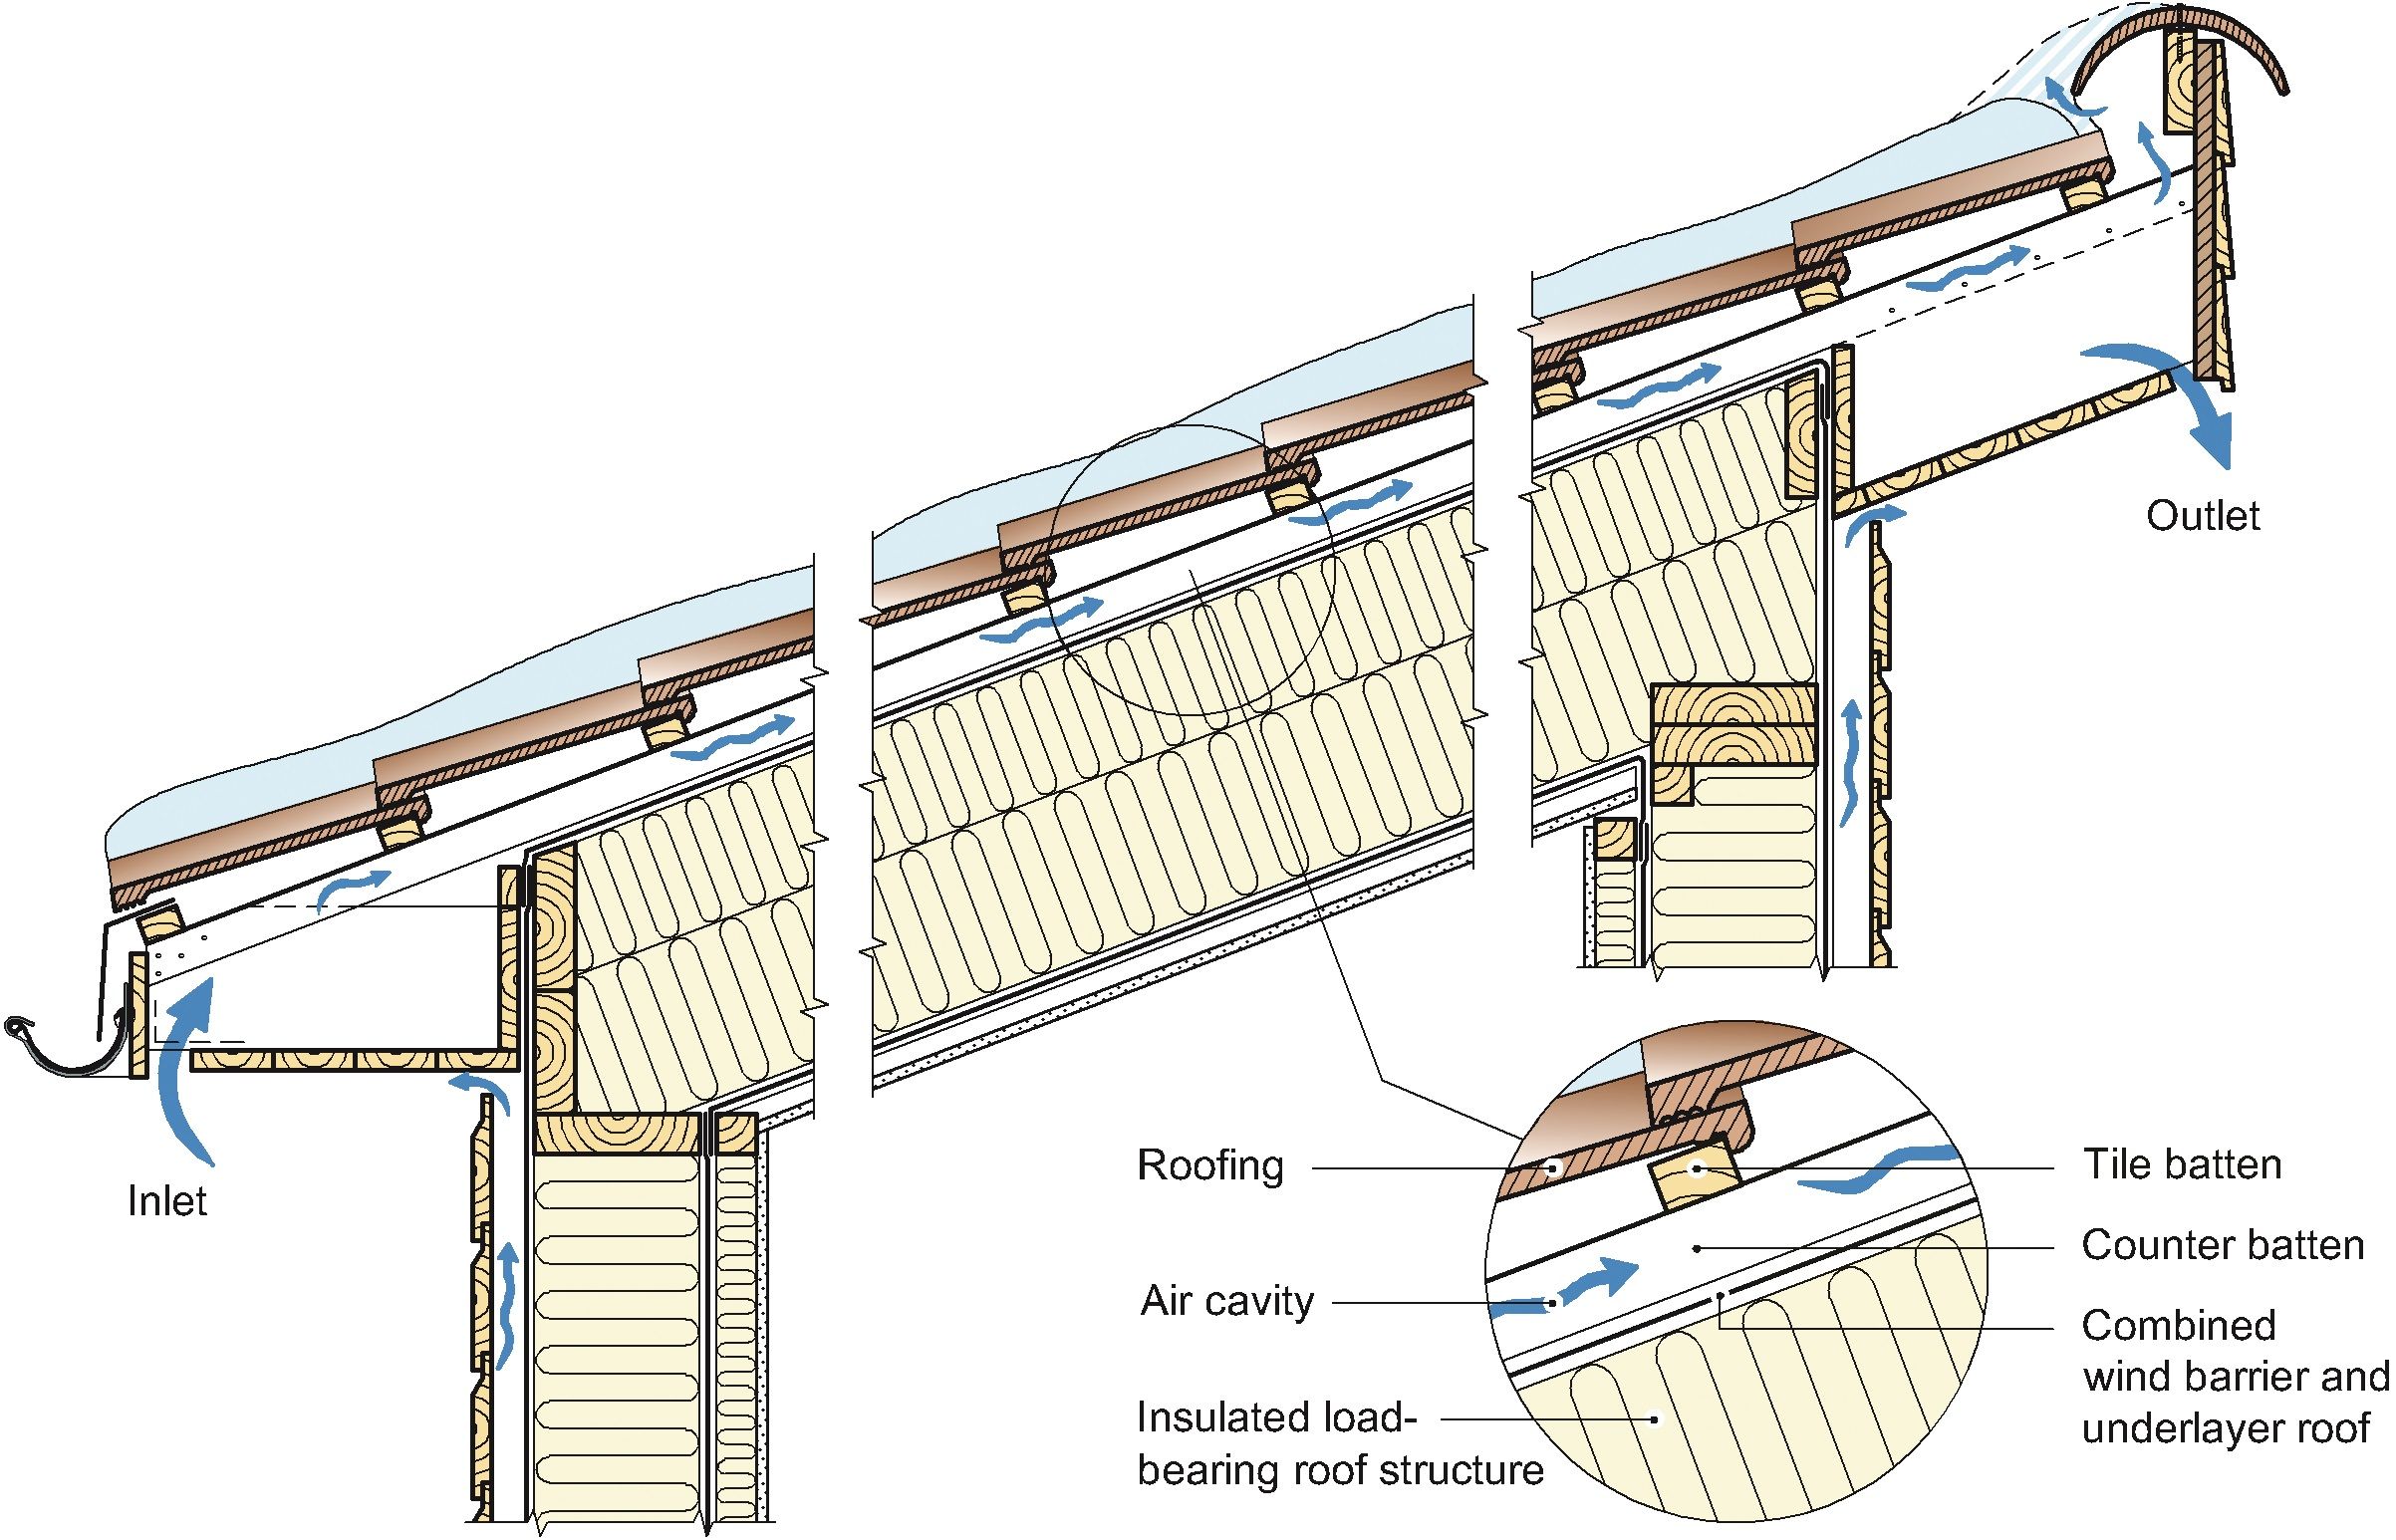 Outlet
Inlet
Roofing
Air cavity
Insulated load-
bearing roof structure
Tile batten
Counter batten
Combined
wind barrier and
underlayer roof